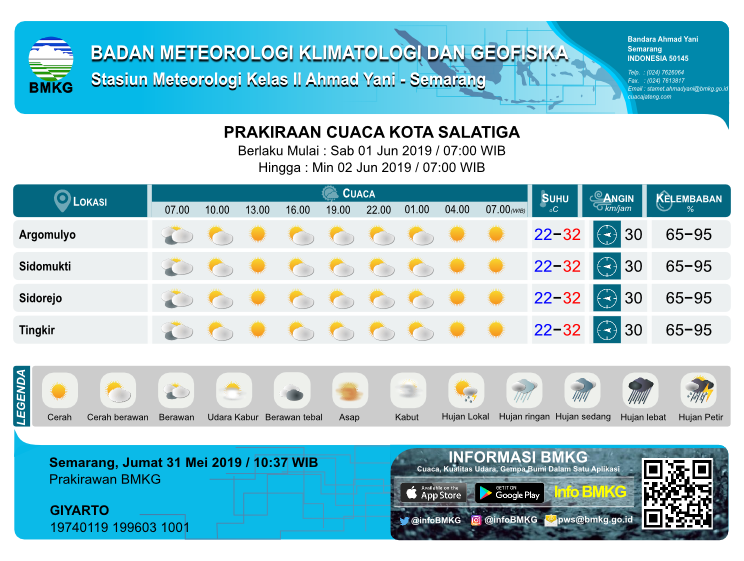 BMKG
BADAN METEOROLOGI KLIMATOLOGI DAN GEOFISIKA
Stasiun Meteorologi Kelas II Ahmad Yani - Semarang
Bandara Ahmad Yani
Semarang
INDONESIA 50145
Telp. : (024) 7626064
Fax. : (024) 7613817
Email : stamet.ahmadyani@bmkg.go.id
cuacajateng.com
PRAKIRAAN CUACA KOTA SALATIGA
Berlaku Mulai : Sab 01 Jun 2019 / 07:00 WIB
Hingga : Min 02 Jun 2019 / 07:00 WIB
LOKASI CUACA SUHU °C ANGIN km/jam KELEMBABAN %
07.00 10.00 13.00 16.00 19.00 22.00 01.00 04.00 07.00 (WIB)
Argomulyo 22-32 30 65-95
Sidomukti 22-32 30 65-95
Sidorejo 22-32 30 65-95
Tingkir 22-32 30 65-95
LEGENDA
Cerah Cerah berawan Berawan Udara Kabur Berawan tebal Asap Kabut Hujan Lokal Hujan ringan Hujan sedang Hujan lebat Hujan Petir
Semarang, Jumat 31 Mei 2019 / 10:37 WIB
Prakirawan BMKG
GIYARTO
19740119 199603 1001
INFORMASI BMKG
Cuaca, Kualitas Udara, Gempa Bumi Dalam Satu Aplikasi
Available on the App Store GET IT ON Google Play Info BMKG
@infoBMKG @infoBMKG pws@bmkg.go.id